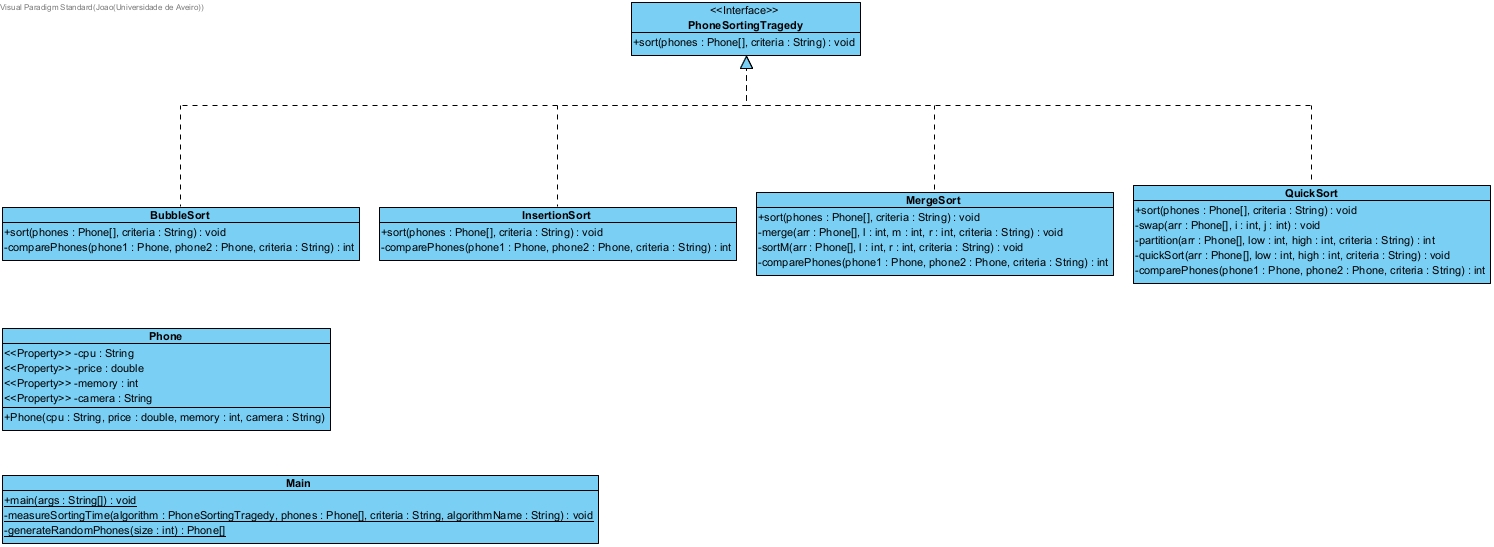 Visual Paradigm Standard(Joao(Universidade de Aveiro))
<<Interface>>
PhoneSortingTragedy
+sort(phones : Phone[], criteria : String) : void
BubbleSort
+sort(phones : Phone[], criteria : String) : void
-comparePhones(phone1 : Phone, phone2 : Phone, criteria : String) : int
InsertionSort
+sort(phones : Phone[], criteria : String) : void
-comparePhones(phone1 : Phone, phone2 : Phone, criteria : String) : int
MergeSort
+sort(phones : Phone[], criteria : String) : void
-merge(arr : Phone[], l : int, m : int, r : int, criteria : String) : void
-sortM(arr : Phone[], l : int, r : int, criteria : String) : void
-comparePhones(phone1 : Phone, phone2 : Phone, criteria : String) : int
QuickSort
+sort(phones : Phone[], criteria : String) : void
-swap(arr : Phone[], i : int, j : int) : void
-partition(arr : Phone[], low : int, high : int, criteria : String) : int
-quickSort(arr : Phone[], low : int, high : int, criteria : String) : void
-comparePhones(phone1 : Phone, phone2 : Phone, criteria : String) : int
Phone
<<Property>> -cpu : String
<<Property>> -price : double
<<Property>> -memory : int
<<Property>> -camera : String
+Phone(cpu : String, price : double, memory : int, camera : String)
Main
+main(args : String[]) : void
-measureSortingTime(algorithm : PhoneSortingTragedy, phones : Phone[], criteria : String, algorithmName : String) : void
-generateRandomPhones(size : int) : Phone[]